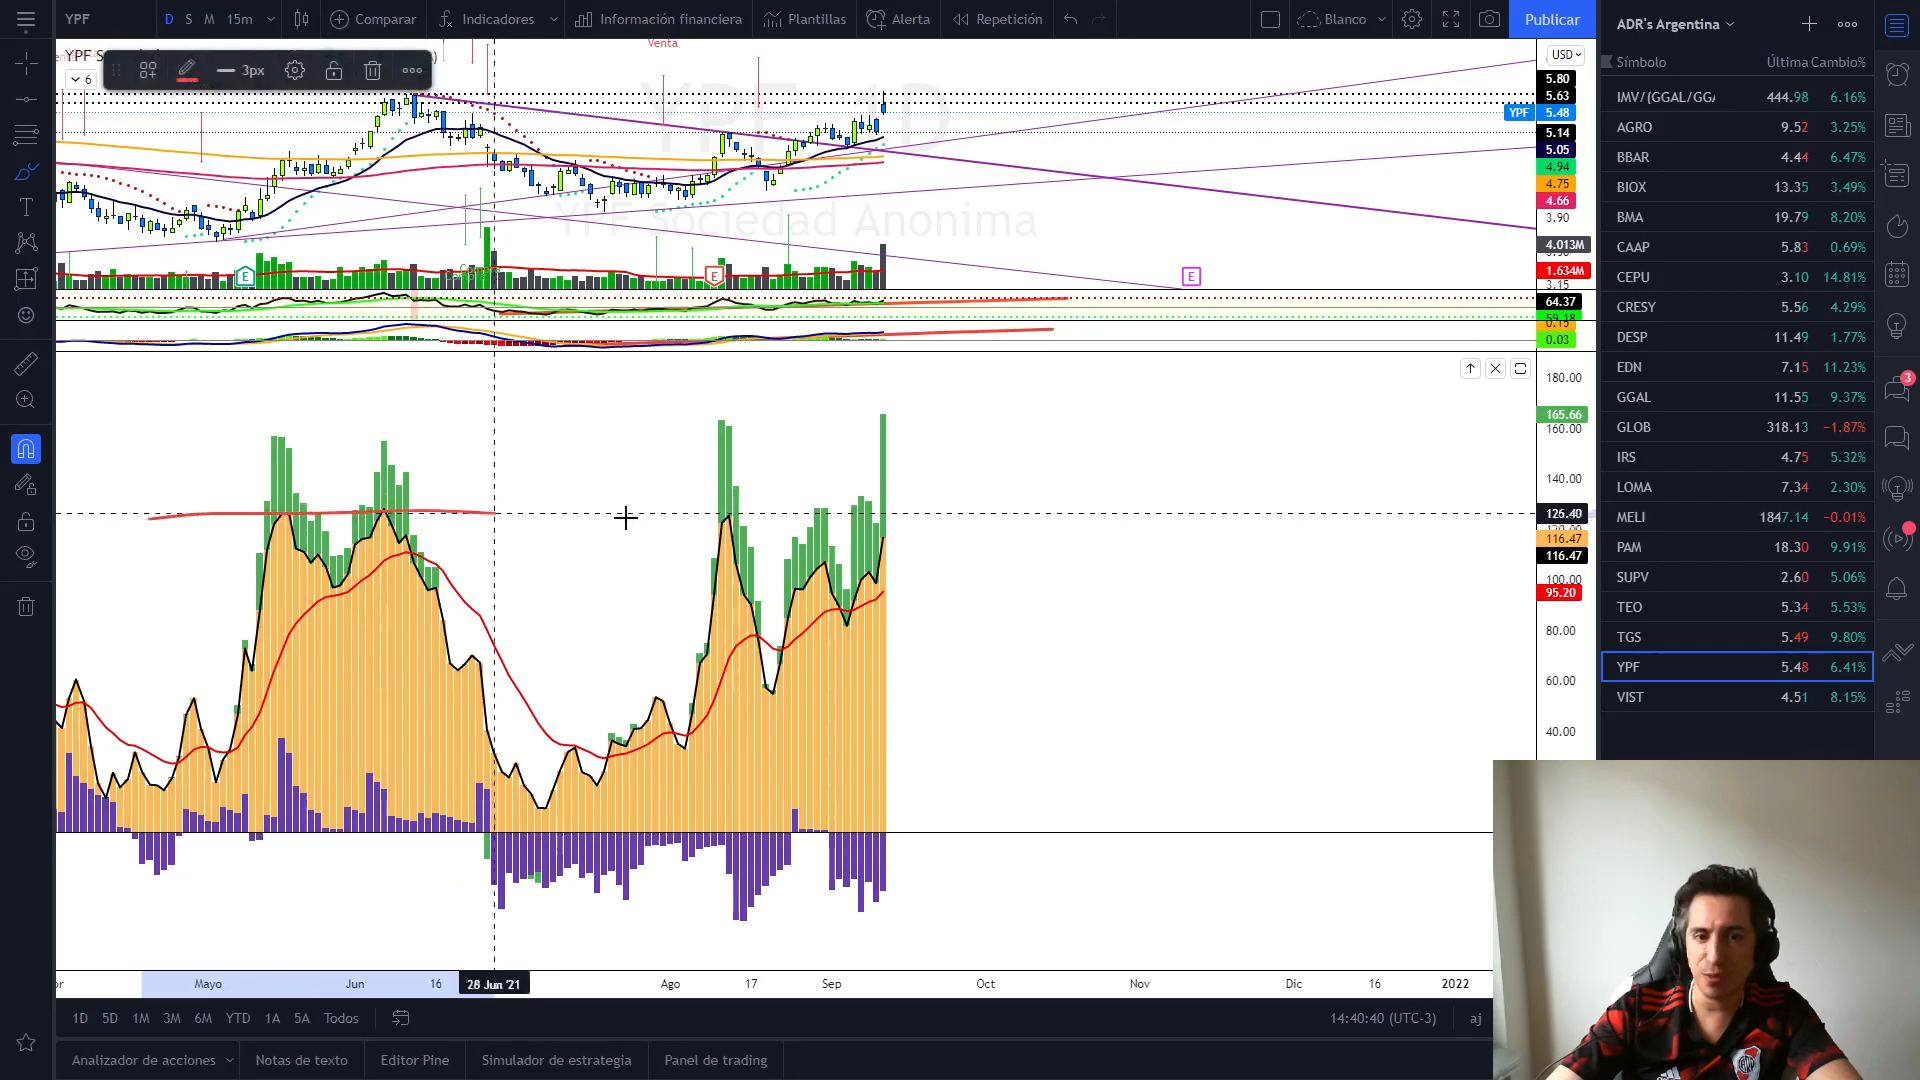 YPF
D S M 15m
Comparar
Indicadores
Información financiera
Plantillas
Alerta
Repetición
Blanco
Publicar
ADR's Argentina
YPF S
6
3px
Venta
USD
Símbolo Última Cambio%
IMV/(GGAL/GG 444.98 6.16%
AGRO 9.52 3.25%
BBAR 4.44 6.47%
BIOX 13.35 3.49%
BMA 19.79 8.20%
CAAP 5.83 0.69%
CEPU 3.10 14.81%
CRESY 5.56 4.29%
DESP 11.49 1.77%
EDN 7.15 11.23%
GGAL 11.55 9.37%
GLOB 318.13 −1.87%
IRS 4.75 5.32%
LOMA 7.34 2.30%
MELI 1847.14 −0.01%
PAM 18.30 9.91%
SUPV 2.60 5.06%
TEO 5.34 5.53%
TGS 5.49 9.80%
YPF 5.48 6.41%
VIST 4.51 8.15%
3
YPF 1D
YPF Sociedad Anonima
5.80
5.63
YPF 5.48
5.14
5.05
4.94
4.75
4.66
3.90
4.013M
1.634M
3.15
64.37
59.18
0.15
0.03
E
E
E
180.00
165.66
160.00
140.00
126.40
116.47
116.47
100.00
95.20
80.00
60.00
40.00
Mayo Jun 16 28 Jun '21 Ago 17 Sep Oct Nov Dic 16 2022
1D 5D 1M 3M 6M YTD 1A 5A Todos
14:40:40 (UTC-3)
aj
Analizador de acciones
Notas de texto
Editor Pine
Simulador de estrategia
Panel de trading